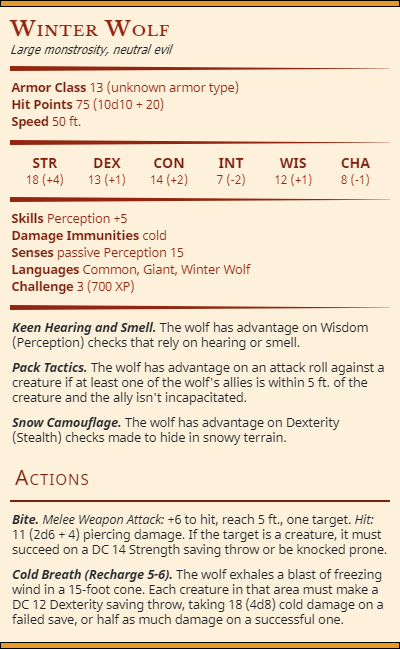 Winter Wolf
Large monstrosity, neutral evil
Armor Class 13 (unknown armor type)
Hit Points 75 (10d10 + 20)
Speed 50 ft.
STR DEX CON INT WIS CHA
18 (+4) 13 (+1) 14 (+2) 7 (-2) 12 (+1) 8 (-1)
Skills Perception +5
Damage Immunities cold
Senses passive Perception 15
Languages Common, Giant, Winter Wolf
Challenge 3 (700 XP)
Keen Hearing and Smell. The wolf has advantage on Wisdom
(Perception) checks that rely on hearing or smell.
Pack Tactics. The wolf has advantage on an attack roll against a
creature if at least one of the wolf's allies is within 5 ft. of the
creature and the ally isn't incapacitated.
Snow Camouflage. The wolf has advantage on Dexterity
(Stealth) checks made to hide in snowy terrain.
Actions
Bite. Melee Weapon Attack: +6 to hit, reach 5 ft., one target. Hit:
11 (2d6 + 4) piercing damage. If the target is a creature, it must
succeed on a DC 14 Strength saving throw or be knocked prone.
Cold Breath (Recharge 5-6). The wolf exhales a blast of freezing
wind in a 15-foot cone. Each creature in that area must make a
DC 12 Dexterity saving throw, taking 18 (4d8) cold damage on a
failed save, or half as much damage on a successful one.